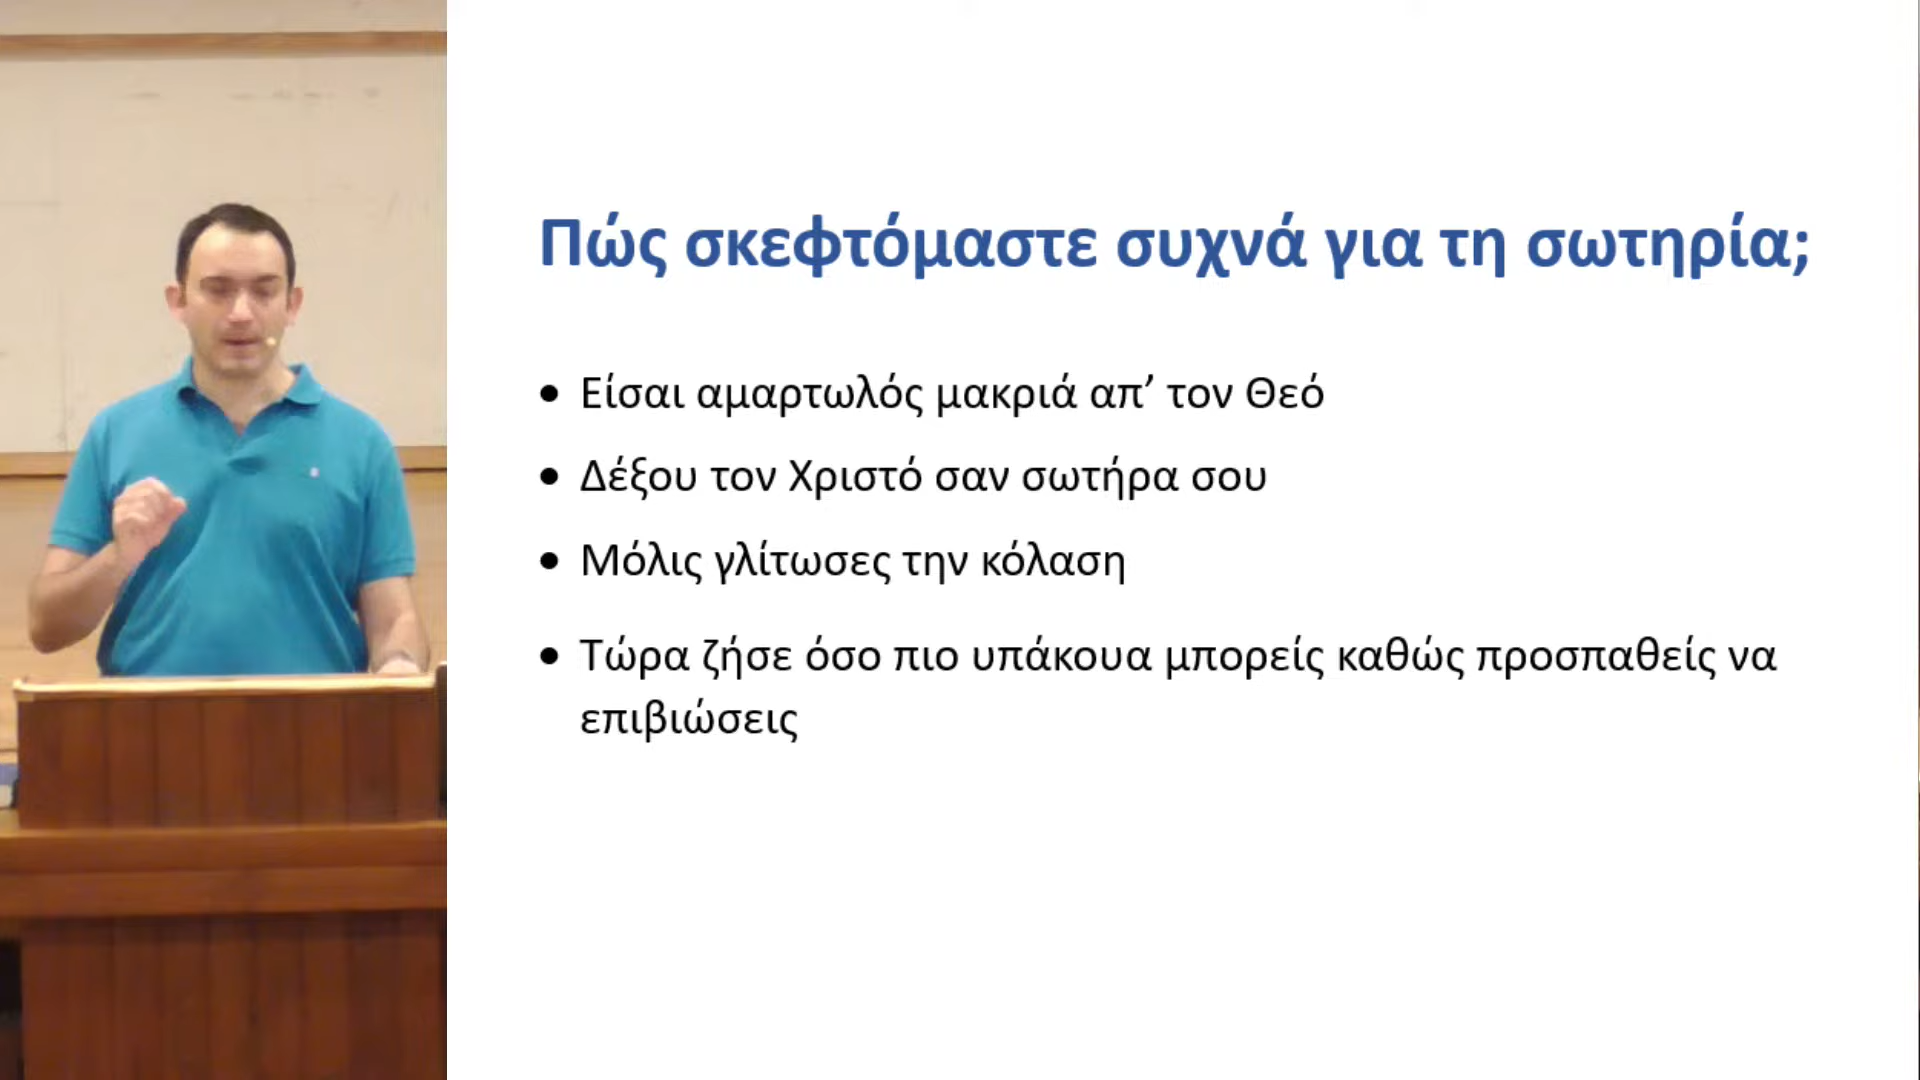 Πώς σκεφτόμαστε συχνά για τη σωτηρία;
• Είσαι αμαρτωλός μακριά απ’ τον Θεό
• Δέξου τον Χριστό σαν σωτήρα σου
• Μόλις γλίτωσες την κόλαση
• Τώρα ζήσε όσο πιο υπάκουα μπορείς καθώς προσπαθείς να
επιβιώσεις